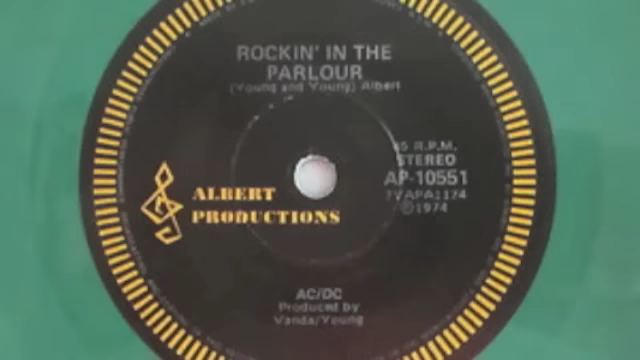 ROCKIN' IN THE
PARLOUR
(Young and Young) Albert
45 R.P.M.
STEREO
AP-10551
ⓟ1974
ALBERT
PRODUCTIONS
AC/DC
Produced by
Vanda/Young